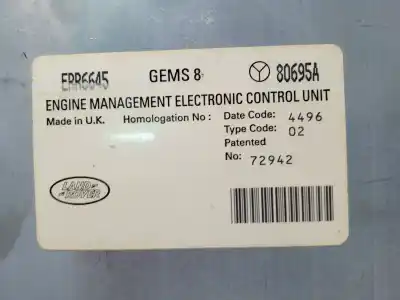 ERR6645 GEMS 8 80695A
ENGINE MANAGEMENT ELECTRONIC CONTROL UNIT
Made in U.K. Homologation No : Date Code: 4496
Type Code: 02
Patented
No: 72942
LAND ROVER